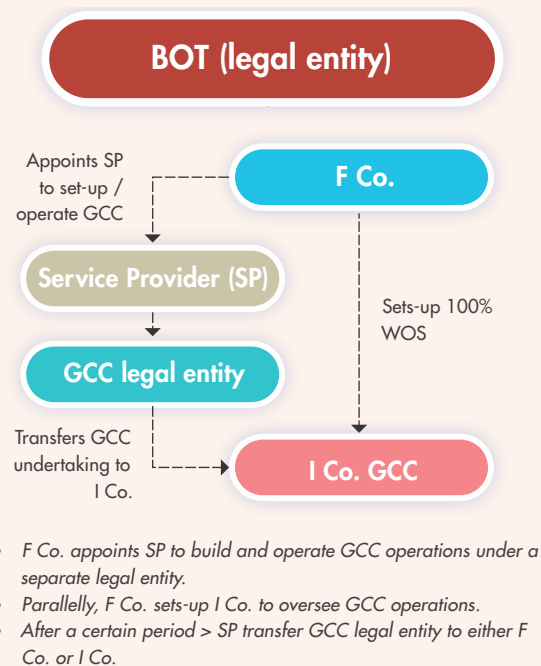 BOT (legal entity)
Appoints SP
to set-up /
operate GCC
F Co.
Service Provider (SP)
Sets-up 100%
WOS
GCC legal entity
Transfers GCC
undertaking to
I Co.
I Co. GCC
• F Co. appoints SP to build and operate GCC operations under a
separate legal entity.
• Parallelly, F Co. sets-up I Co. to oversee GCC operations.
• After a certain period > SP transfer GCC legal entity to either F
Co. or I Co.